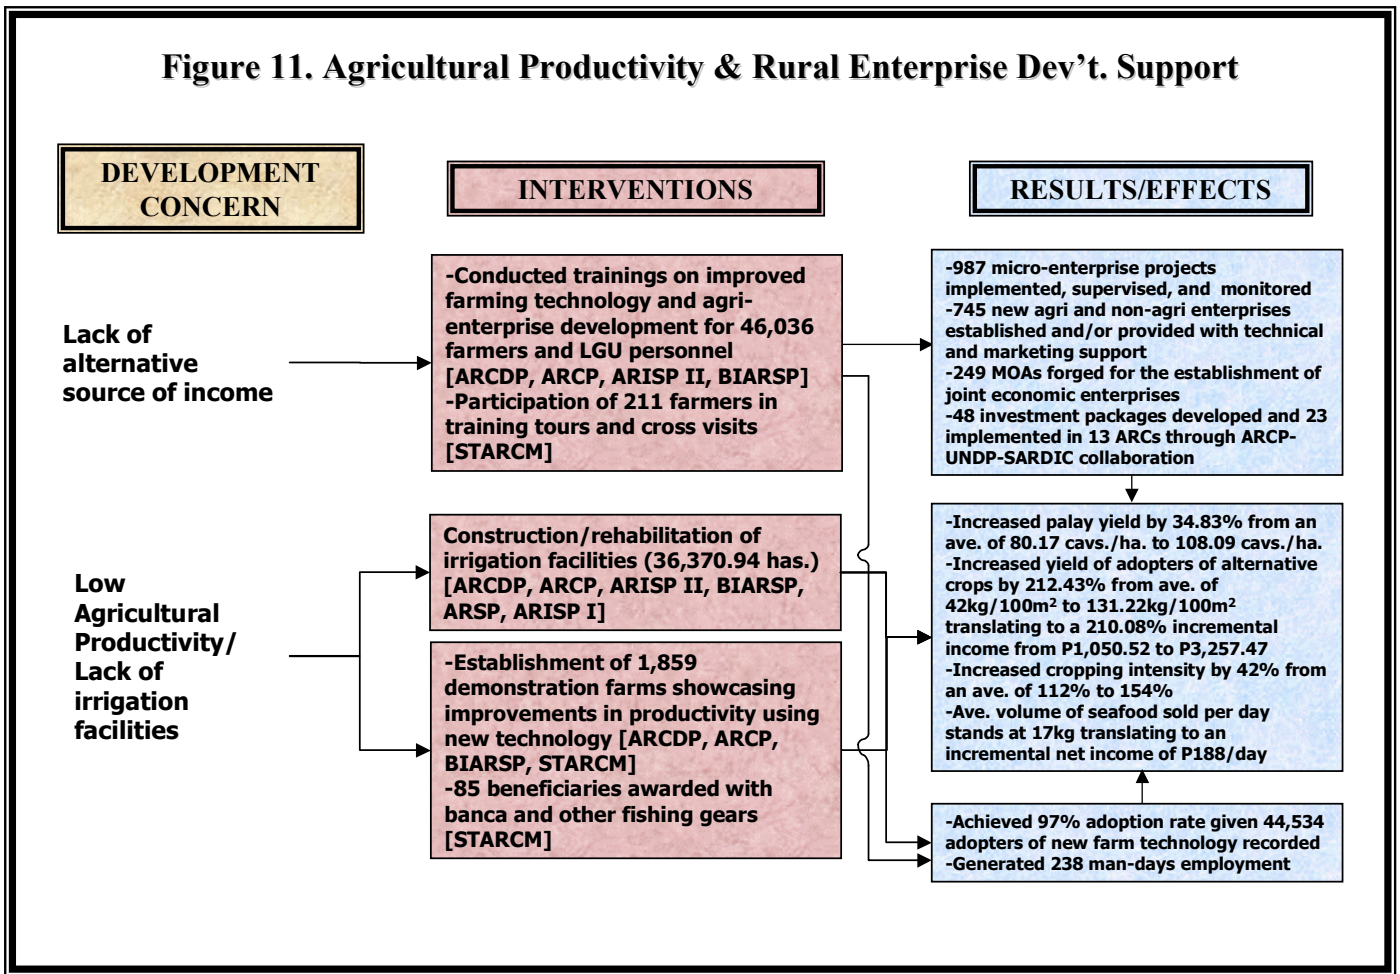 Figure 11. Agricultural Productivity & Rural Enterprise Dev't. Support
DEVELOPMENT
CONCERN
INTERVENTIONS
RESULTS/EFFECTS
Lack of
alternative
source of income
-Conducted trainings on improved
farming technology and agri-
enterprise development for 46,036
farmers and LGU personnel
[ARCDP, ARCP, ARISP II, BIARSP]
-Participation of 211 farmers in
training tours and cross visits
[STARCM]
-987 micro-enterprise projects
implemented, supervised, and monitored
-745 new agri and non-agri enterprises
established and/or provided with technical
and marketing support
-249 MOAs forged for the establishment of
joint economic enterprises
-48 investment packages developed and 23
implemented in 13 ARCs through ARCP-
UNDP-SARDIC collaboration
Low
Agricultural
Productivity/
Lack of
irrigation
facilities
Construction/rehabilitation of
irrigation facilities (36,370.94 has.)
[ARCDP, ARCP, ARISP II, BIARSP,
ARSP, ARISP I]
-Establishment of 1,859
demonstration farms showcasing
improvements in productivity using
new technology [ARCDP, ARCP,
BIARSP, STARCM]
-85 beneficiaries awarded with
banca and other fishing gears
[STARCM]
-Increased palay yield by 34.83% from an
ave. of 80.17 cavs./ha. to 108.09 cavs./ha.
-Increased yield of adopters of alternative
crops by 212.43% from ave. of
42kg/100m² to 131.22kg/100m²
translating to a 210.08% incremental
income from P1,050.52 to P3,257.47
-Increased cropping intensity by 42% from
an ave. of 112% to 154%
-Ave. volume of seafood sold per day
stands at 17kg translating to an
incremental net income of P188/day
-Achieved 97% adoption rate given 44,534
adopters of new farm technology recorded
-Generated 238 man-days employment